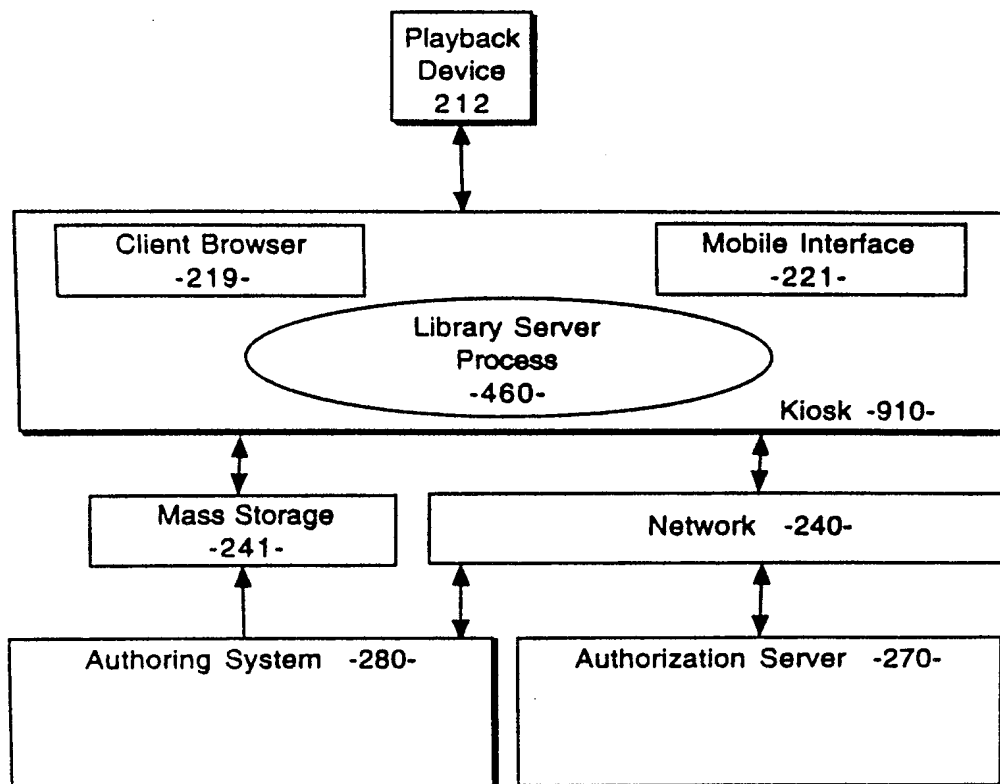 Playback
Device
212
Client Browser
-219-
Mobile Interface
-221-
Library Server
Process
-460-
Kiosk -910-
Mass Storage
-241-
Network -240-
Authoring System -280-
Authorization Server -270-